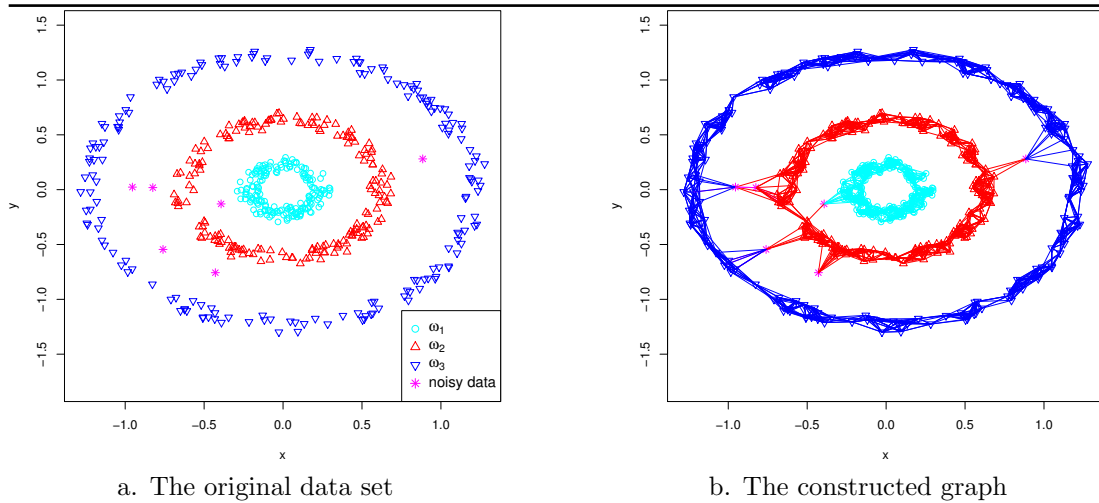 1.5
1.0
0.5
0.0
−0.5
−1.0
−1.5
y
−1.0 −0.5 0.0 0.5 1.0
x
ω1
ω2
ω3
noisy data
a. The original data set
1.5
1.0
0.5
0.0
−0.5
−1.0
−1.5
y
−1.0 −0.5 0.0 0.5 1.0
x
b. The constructed graph